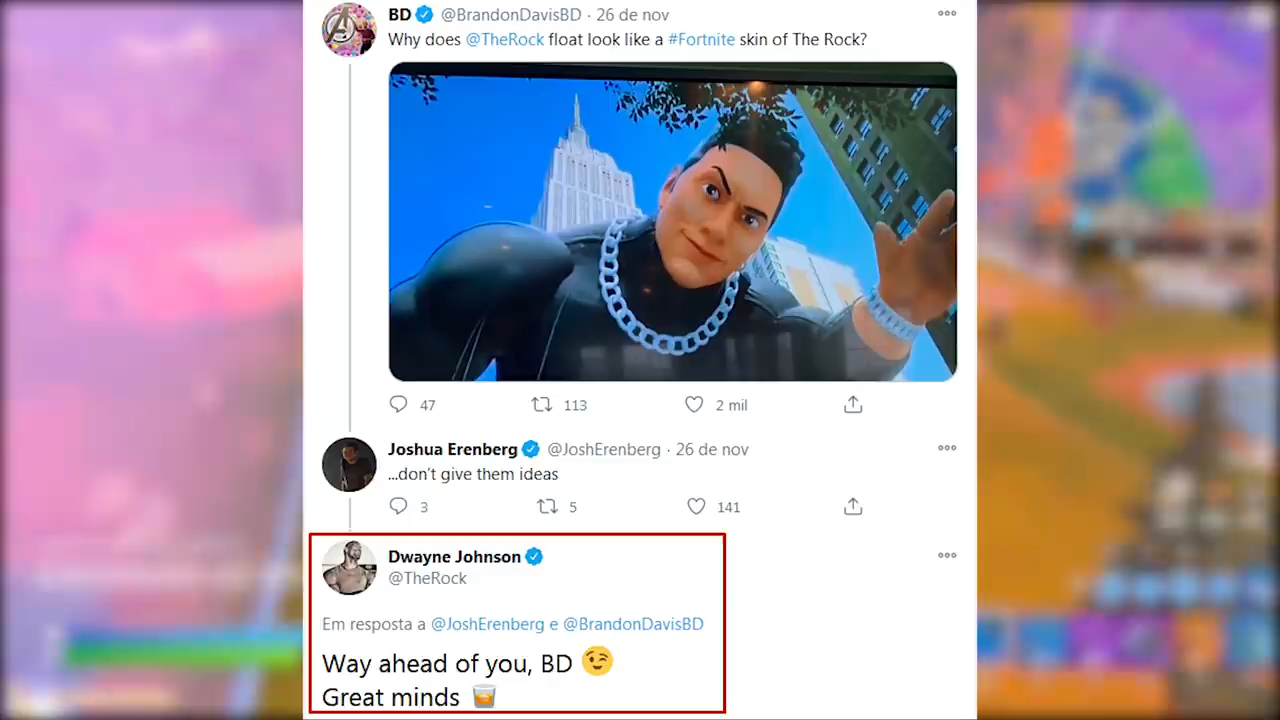 BD @BrandonDavisBD · 26 de nov
Why does @TheRock float look like a #Fortnite skin of The Rock?
47 113 2 mil
Joshua Erenberg @JoshErenberg · 26 de nov
...don't give them ideas
3 5 141
Dwayne Johnson
@TheRock
Em resposta a @JoshErenberg e @BrandonDavisBD
Way ahead of you, BD 😉
Great minds 🥃